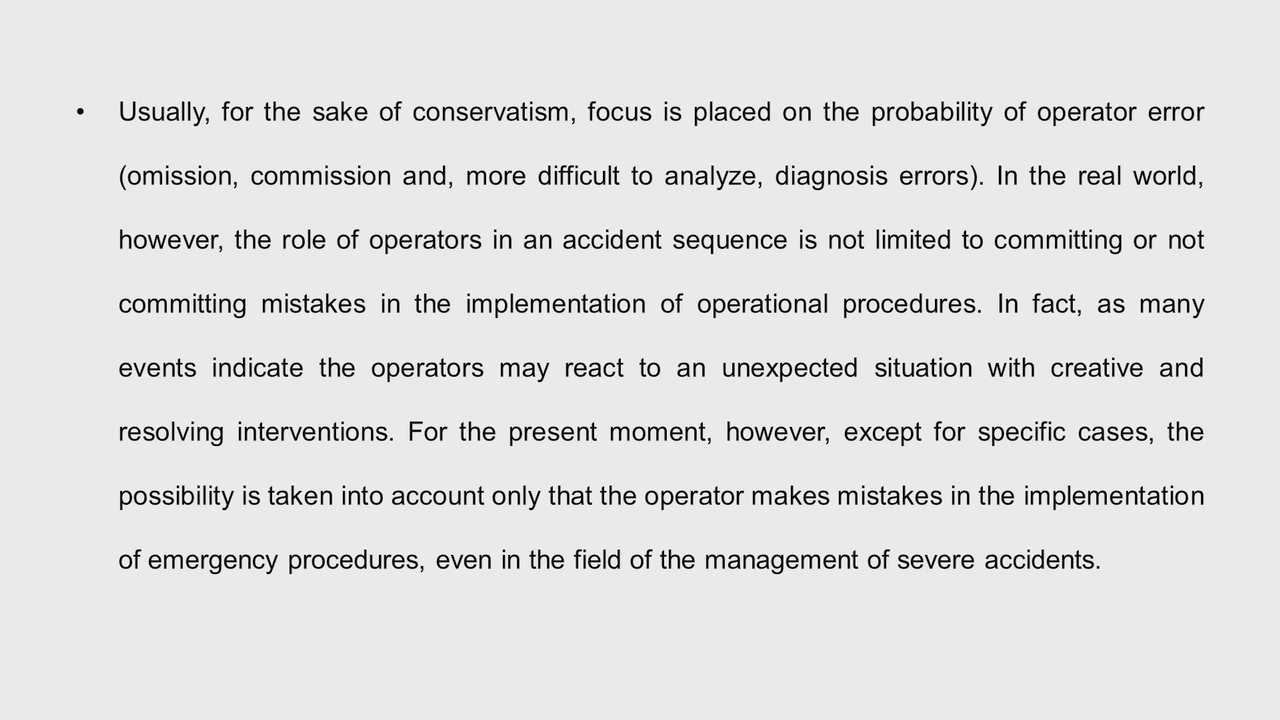 • Usually, for the sake of conservatism, focus is placed on the probability of operator error
(omission, commission and, more difficult to analyze, diagnosis errors). In the real world,
however, the role of operators in an accident sequence is not limited to committing or not
committing mistakes in the implementation of operational procedures. In fact, as many
events indicate the operators may react to an unexpected situation with creative and
resolving interventions. For the present moment, however, except for specific cases, the
possibility is taken into account only that the operator makes mistakes in the implementation
of emergency procedures, even in the field of the management of severe accidents.